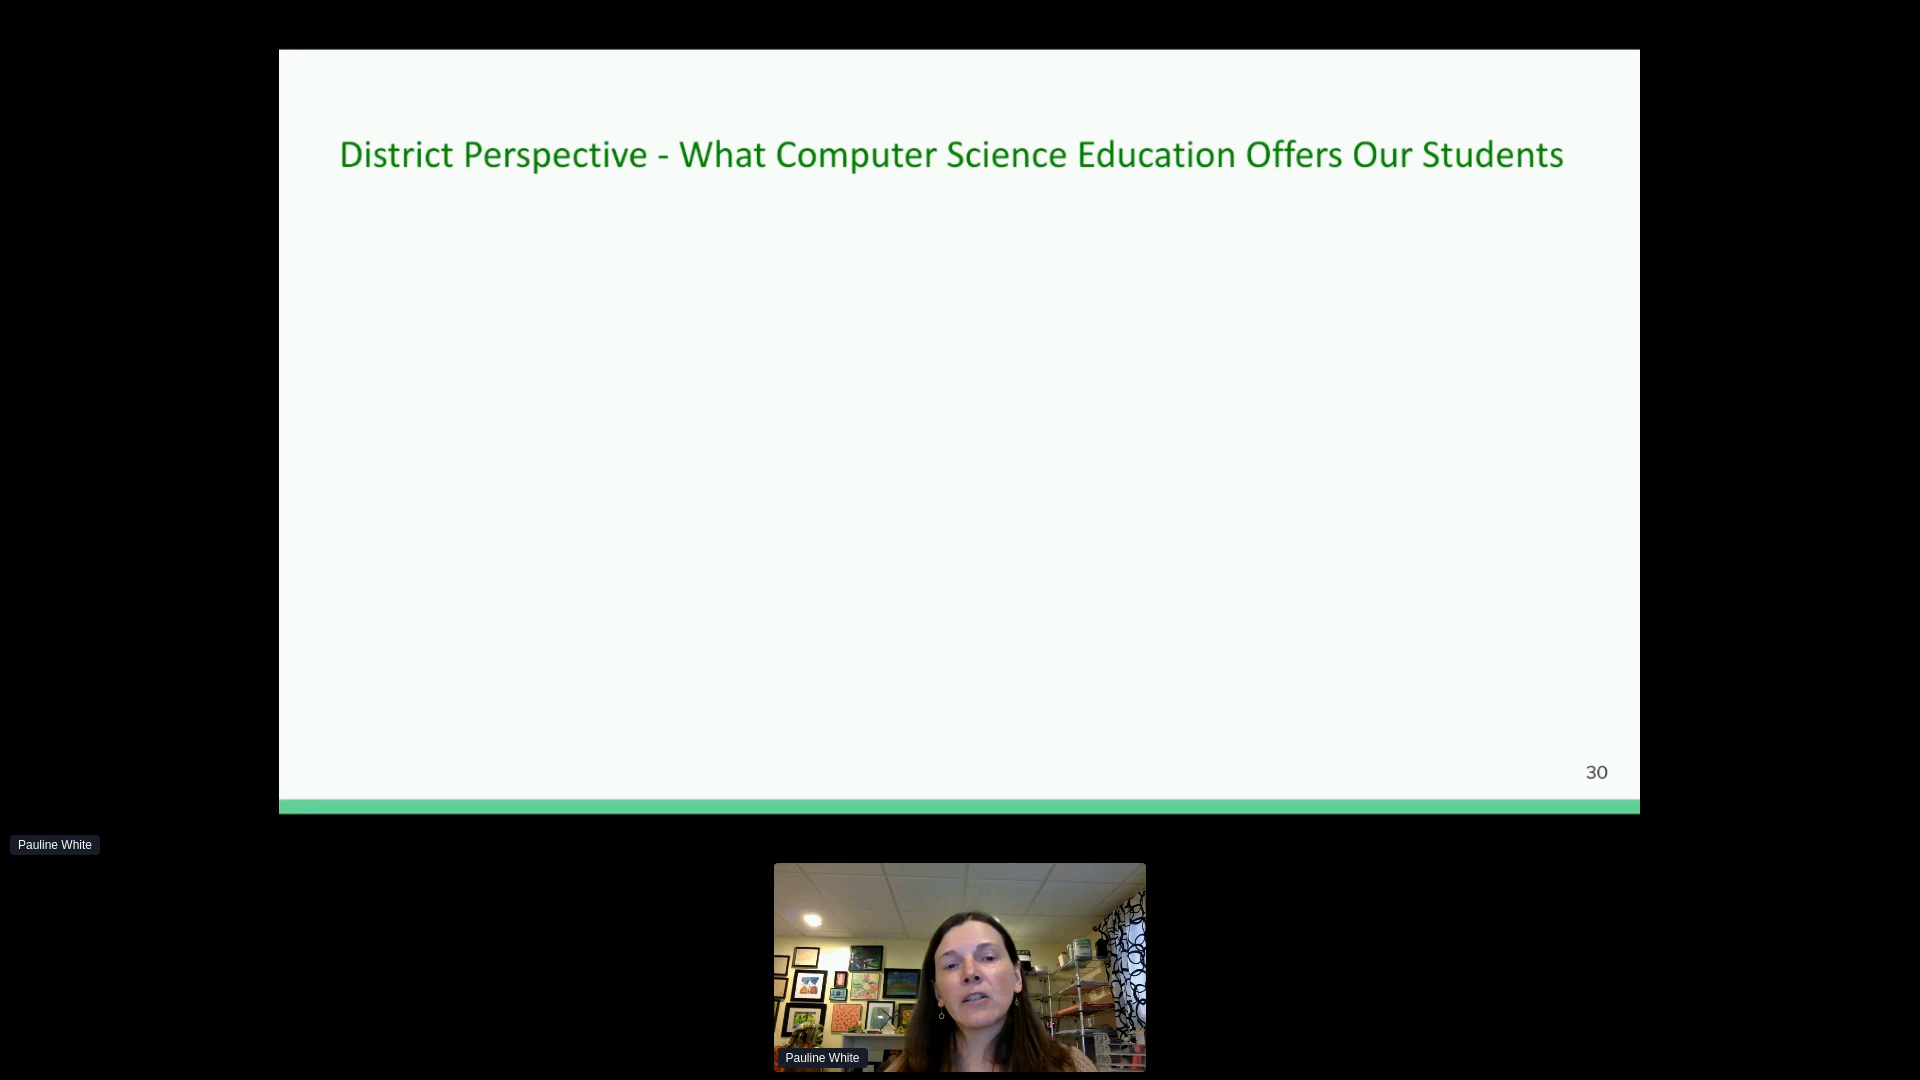 District Perspective - What Computer Science Education Offers Our Students
30
Pauline White
Pauline White